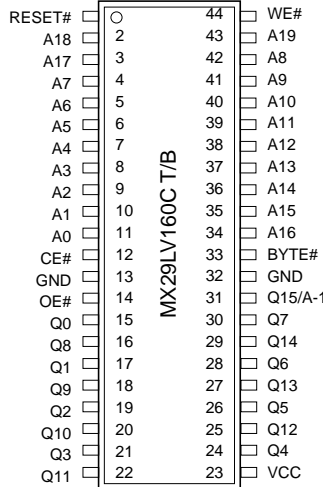 RESET# 44 WE#
A18 2 43 A19
A17 3 42 A8
A7 4 41 A9
A6 5 40 A10
A5 6 39 A11
A4 7 38 A12
A3 8 37 A13
A2 9 36 A14
A1 10 35 A15
A0 11 34 A16
CE# 12 33 BYTE#
GND 13 32 GND
OE# 14 31 Q15/A-1
Q0 15 30 Q7
Q8 16 29 Q14
Q1 17 28 Q6
Q9 18 27 Q13
Q2 19 26 Q5
Q10 20 25 Q12
Q3 21 24 Q4
Q11 22 23 VCC
MX29LV160C T/B